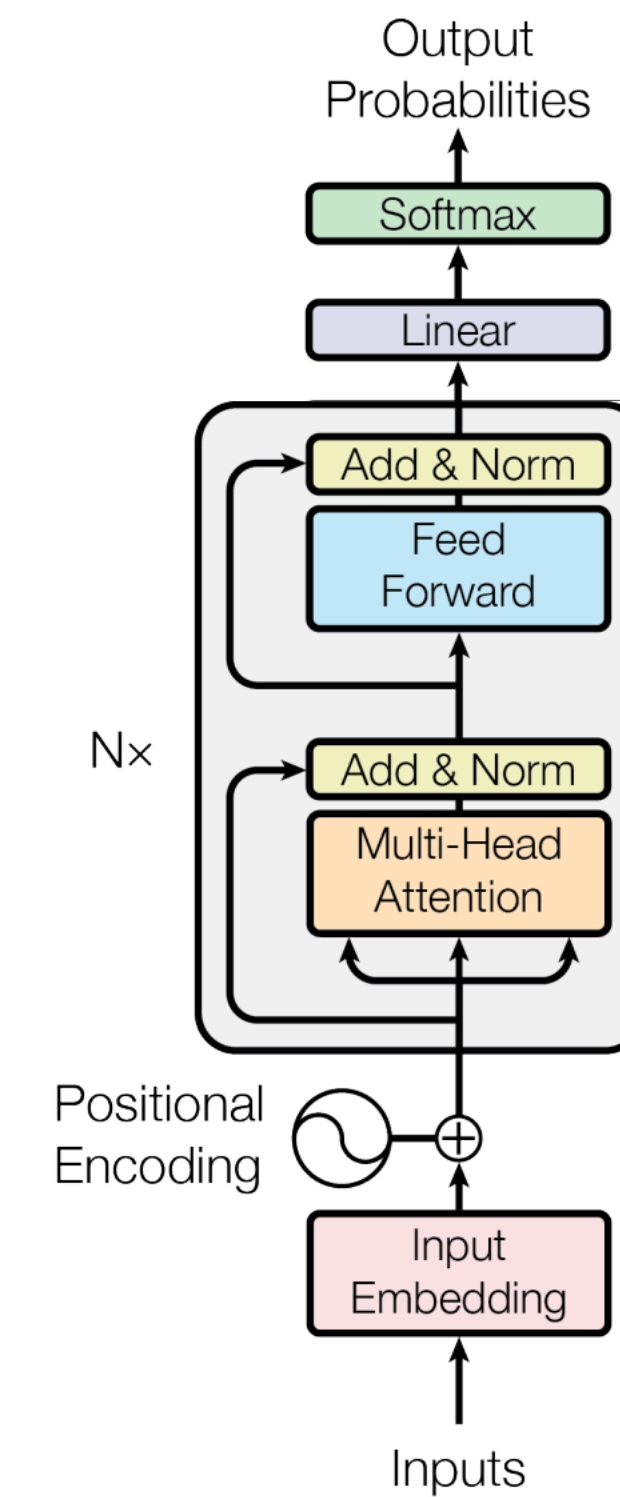 Output
Probabilities
Softmax
Linear
Add & Norm
Feed
Forward
N×
Add & Norm
Multi-Head
Attention
Positional
Encoding
Input
Embedding
Inputs